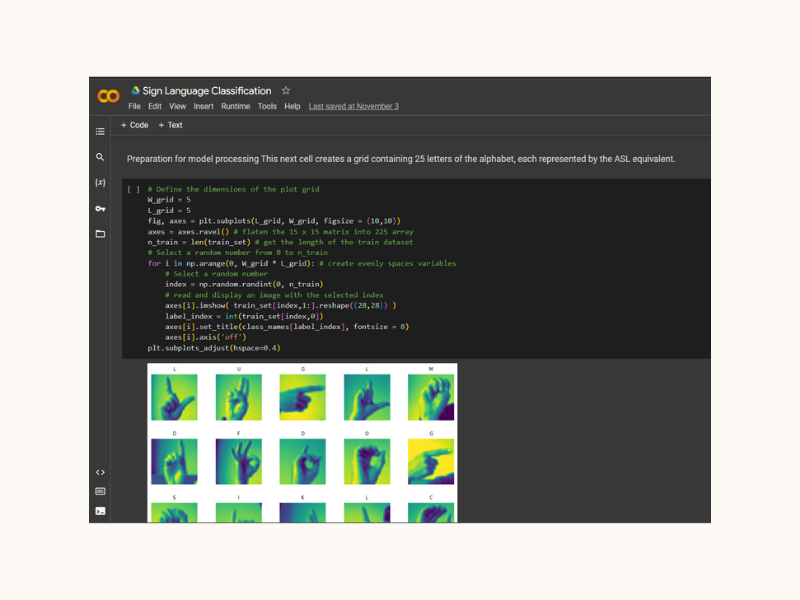 Sign Language Classification
File Edit View Insert Runtime Tools Help Last saved at November 3
+ Code + Text
Preparation for model processing This next cell creates a grid containing 25 letters of the alphabet, each represented by the ASL equivalent.
[ ] # Define the dimensions of the plot grid
W_grid = 5
L_grid = 5
fig, axes = plt.subplots(L_grid, W_grid, figsize = (10,10))
axes = axes.ravel() # flaten the 15 x 15 matrix into 225 array
n_train = len(train_set) # get the length of the train dataset
# Select a random number from 0 to n_train
for i in np.arange(0, W_grid * L_grid): # create evenly spaces variables
# Select a random number
index = np.random.randint(0, n_train)
# read and display an image with the selected index
axes[i].imshow( train_set[index,1:].reshape((28,28)) )
label_index = int(train_set[index,0])
axes[i].set_title(class_names[label_index], fontsize = 8)
axes[i].axis('off')
plt.subplots_adjust(hspace=0.4)
L U G L W
D F D O G
S I K L C